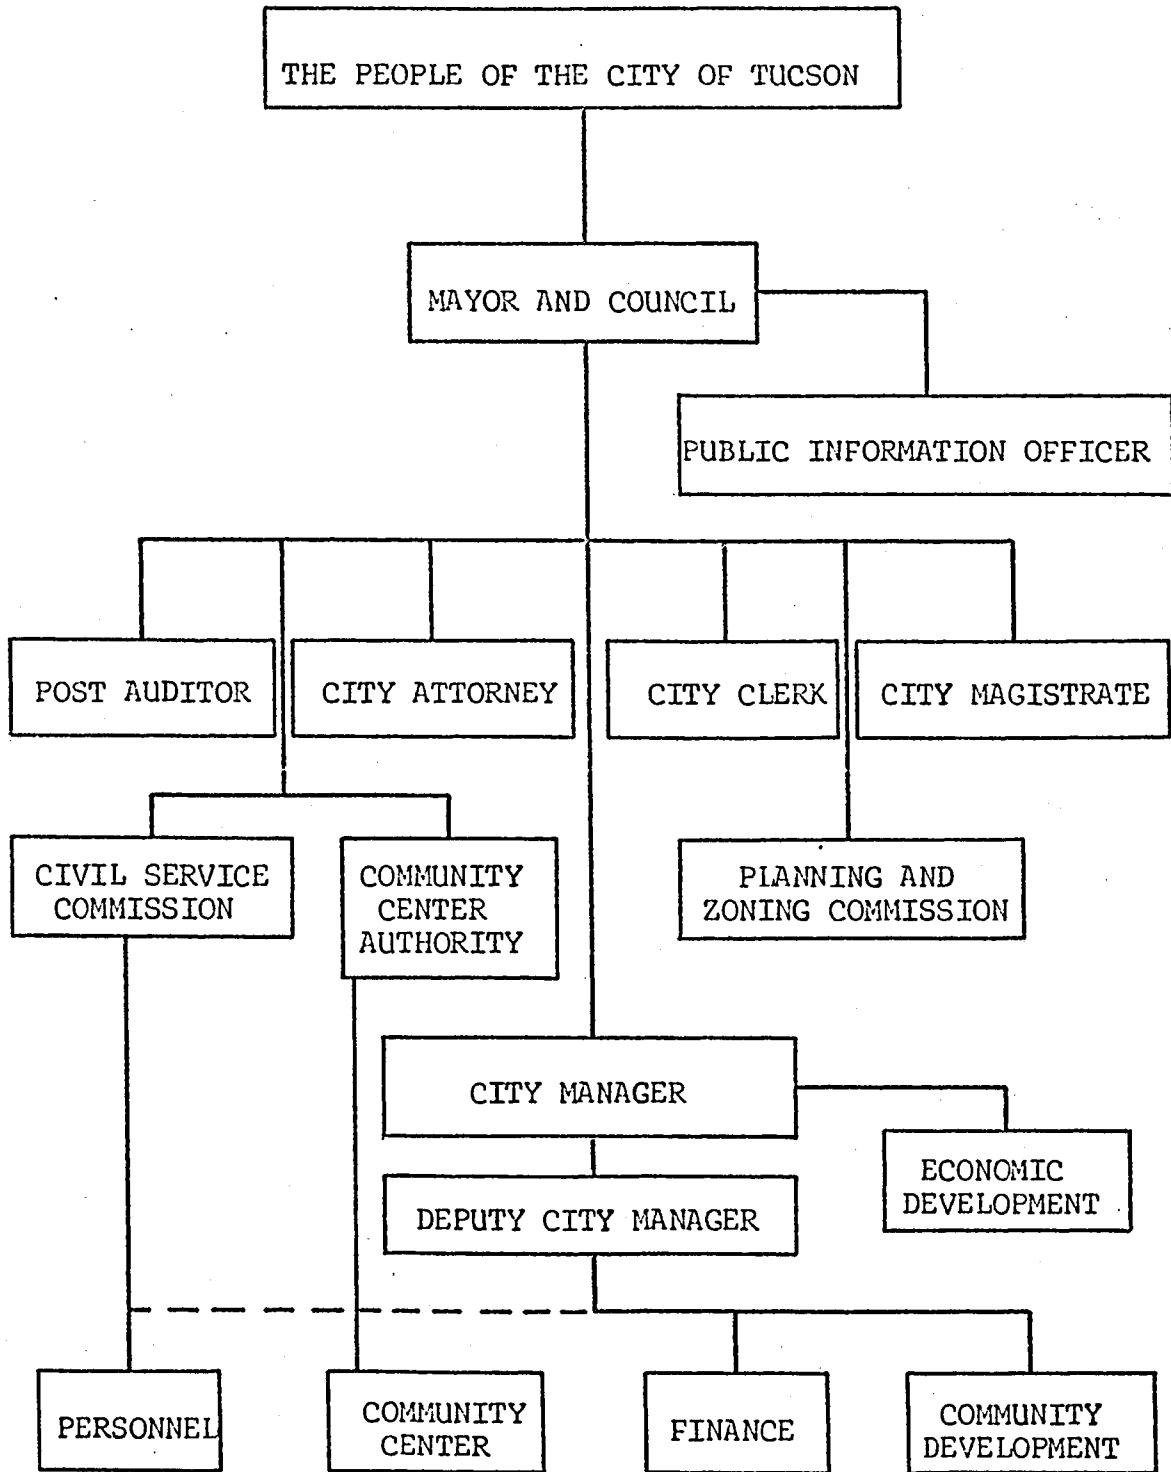 THE PEOPLE OF THE CITY OF TUCSON
MAYOR AND COUNCIL
PUBLIC INFORMATION OFFICER
POST AUDITOR
CITY ATTORNEY
CITY CLERK
CITY MAGISTRATE
CIVIL SERVICE
COMMISSION
COMMUNITY
CENTER
AUTHORITY
PLANNING AND
ZONING COMMISSION
CITY MANAGER
ECONOMIC
DEVELOPMENT
DEPUTY CITY MANAGER
PERSONNEL
COMMUNITY
CENTER
FINANCE
COMMUNITY
DEVELOPMENT